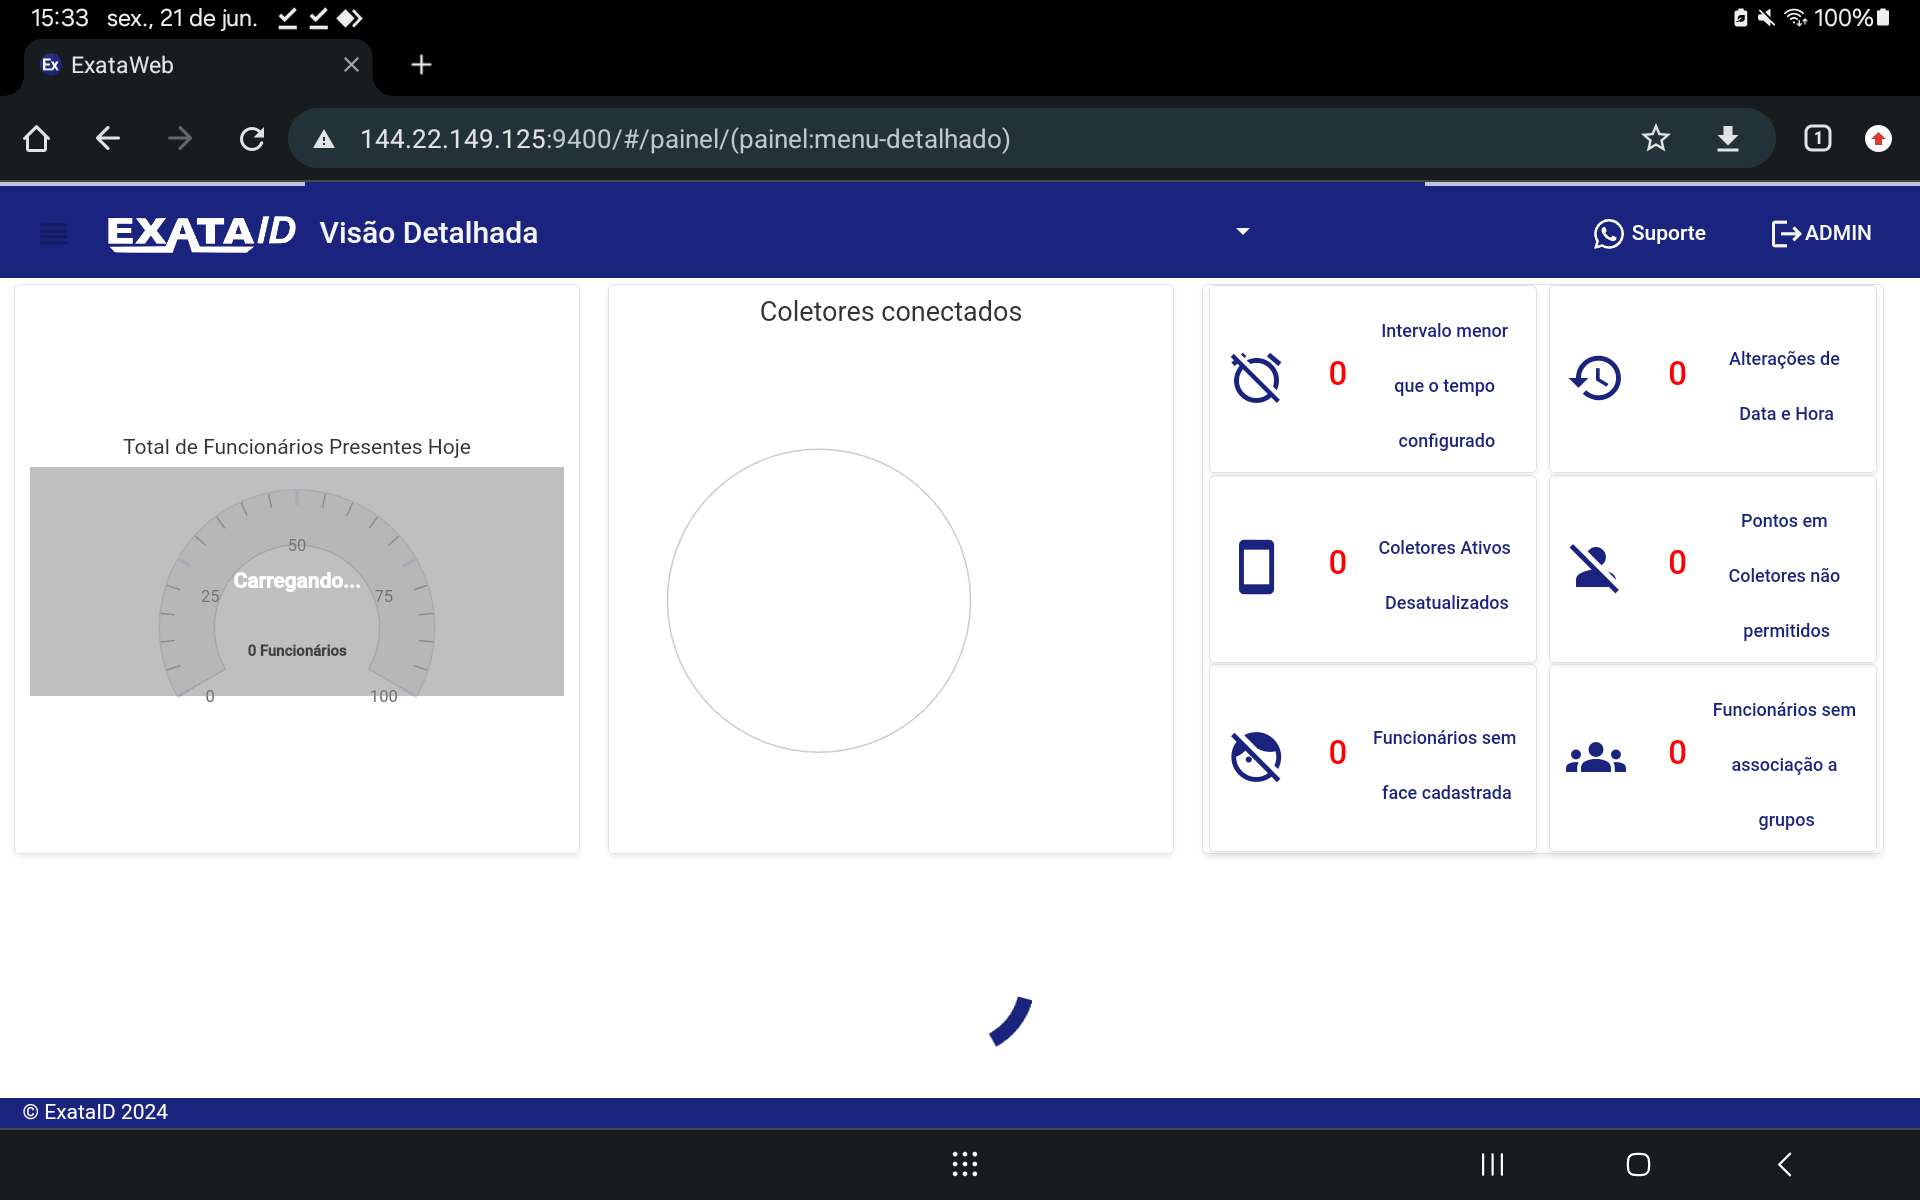 15:33 sex., 21 de jun. 100%
Ex ExataWeb
144.22.149.125:9400/#/painel/(painel:menu-detalhado)
1
EXATAID Visão Detalhada
Suporte
ADMIN
Total de Funcionários Presentes Hoje
50
Carregando...
25
75
0 Funcionários
0
100
Coletores conectados
0
Intervalo menor
que o tempo
configurado
0
Alterações de
Data e Hora
0
Coletores Ativos
Desatualizados
0
Pontos em
Coletores não
permitidos
0
Funcionários sem
face cadastrada
0
Funcionários sem
associação a
grupos
© ExataID 2024